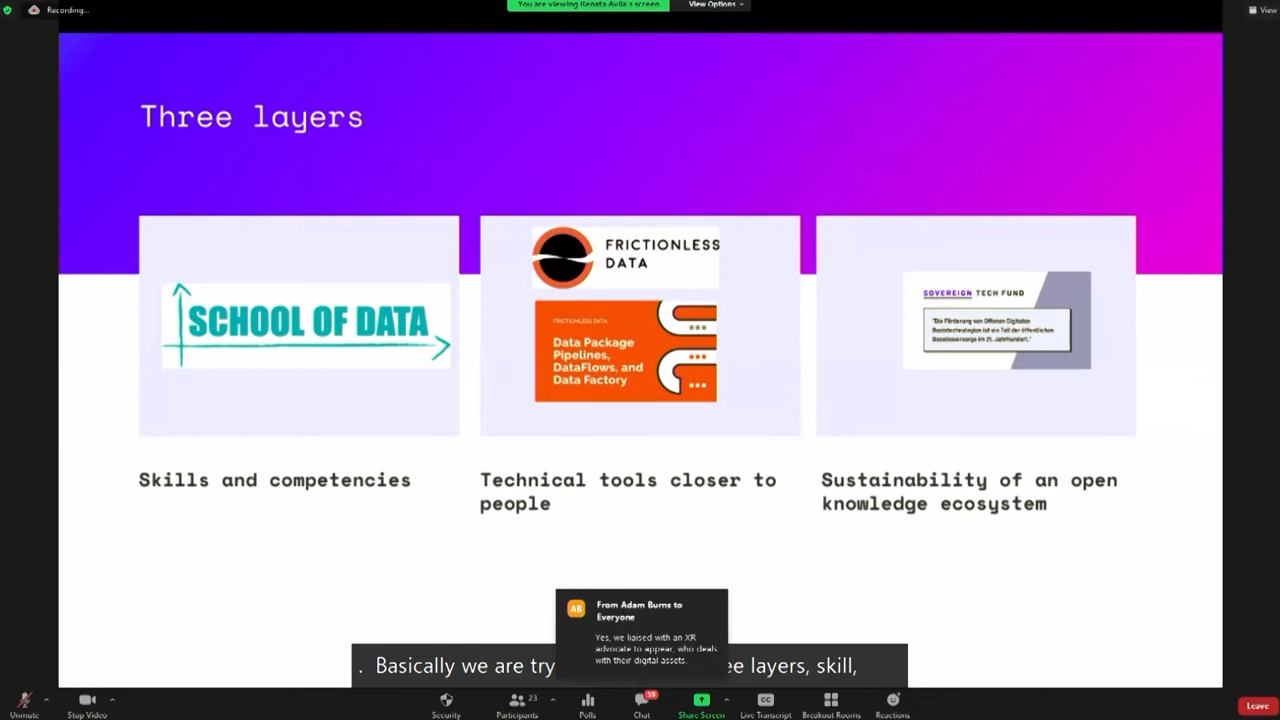 Recording...
You are viewing Renata Avila's screen
View Options
View
Three layers
SCHOOL OF DATA
FRICTIONLESS
DATA
FRICTIONLESS DATA
Data Package
Pipelines,
DataFlows, and
Data Factory
SOVEREIGN TECH FUND
"Die Förderung von Offenen Digitalen
Basistechnologien ist ein Teil der öffentlichen
Daseinsvorsorge im 21. Jahrhundert."
Skills and competencies
Technical tools closer to
people
Sustainability of an open
knowledge ecosystem
AB
From Adam Burns to
Everyone
Yes, we liaised with an XR
advocate to appear, who deals
with their digital assets.
. Basically we are try
ee layers, skill,
Unmute
Stop Video
Security
23
Participants
Polls
59
Chat
Share Screen
CC
Live Transcript
Breakout Rooms
Reactions
Leave